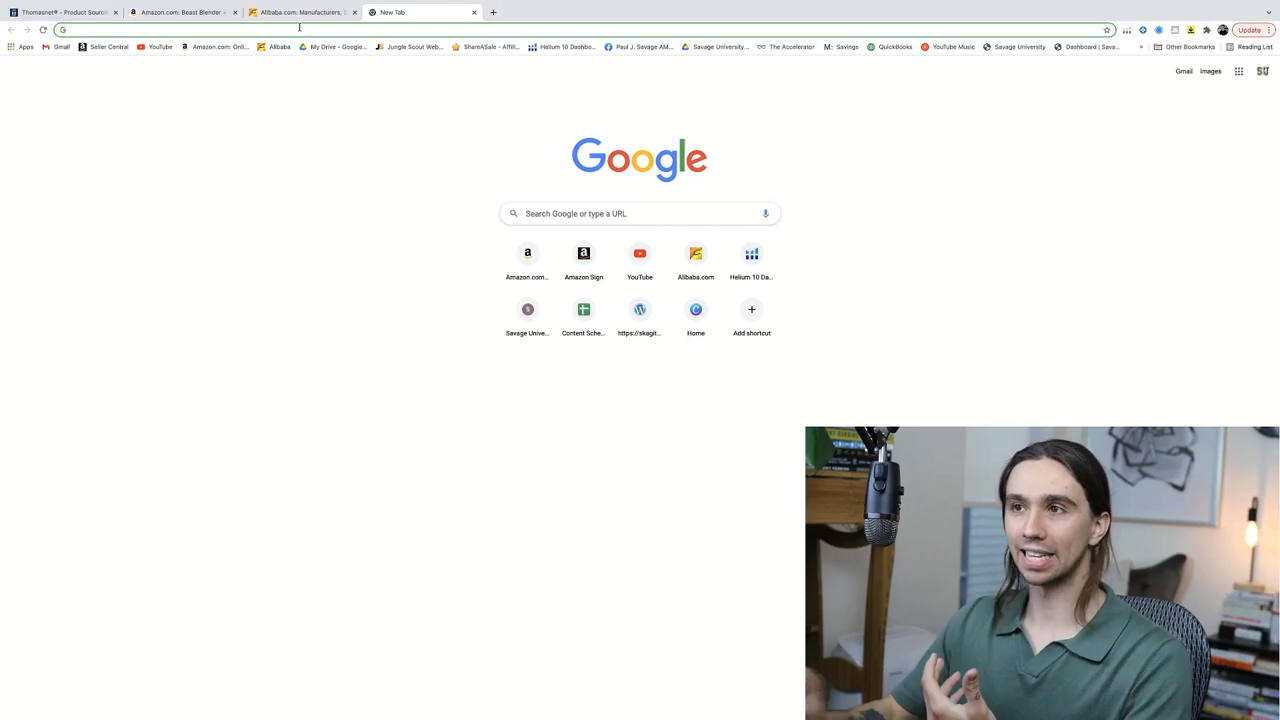 Thomasnet® - Product Sourcin
Amazon.com: Beast Blender +
Alibaba.com: Manufacturers, S
New Tab
Apps
Gmail
Seller Central
YouTube
Amazon.com: Onli...
Alibaba
My Drive - Google...
Jungle Scout Web...
ShareASale - Affili...
Helium 10 Dashbo...
Paul J. Savage AM...
Savage University...
The Accelerator
Savings
QuickBooks
YouTube Music
Savage University
Dashboard | Sava...
»
Other Bookmarks
Reading List
Update
Gmail
Images
SU
Google
Search Google or type a URL
Amazon.com...
Amazon Sign
YouTube
Alibaba.com
Helium 10 Da...
Savage Unive...
Content Sche...
https://skagit...
Home
Add shortcut